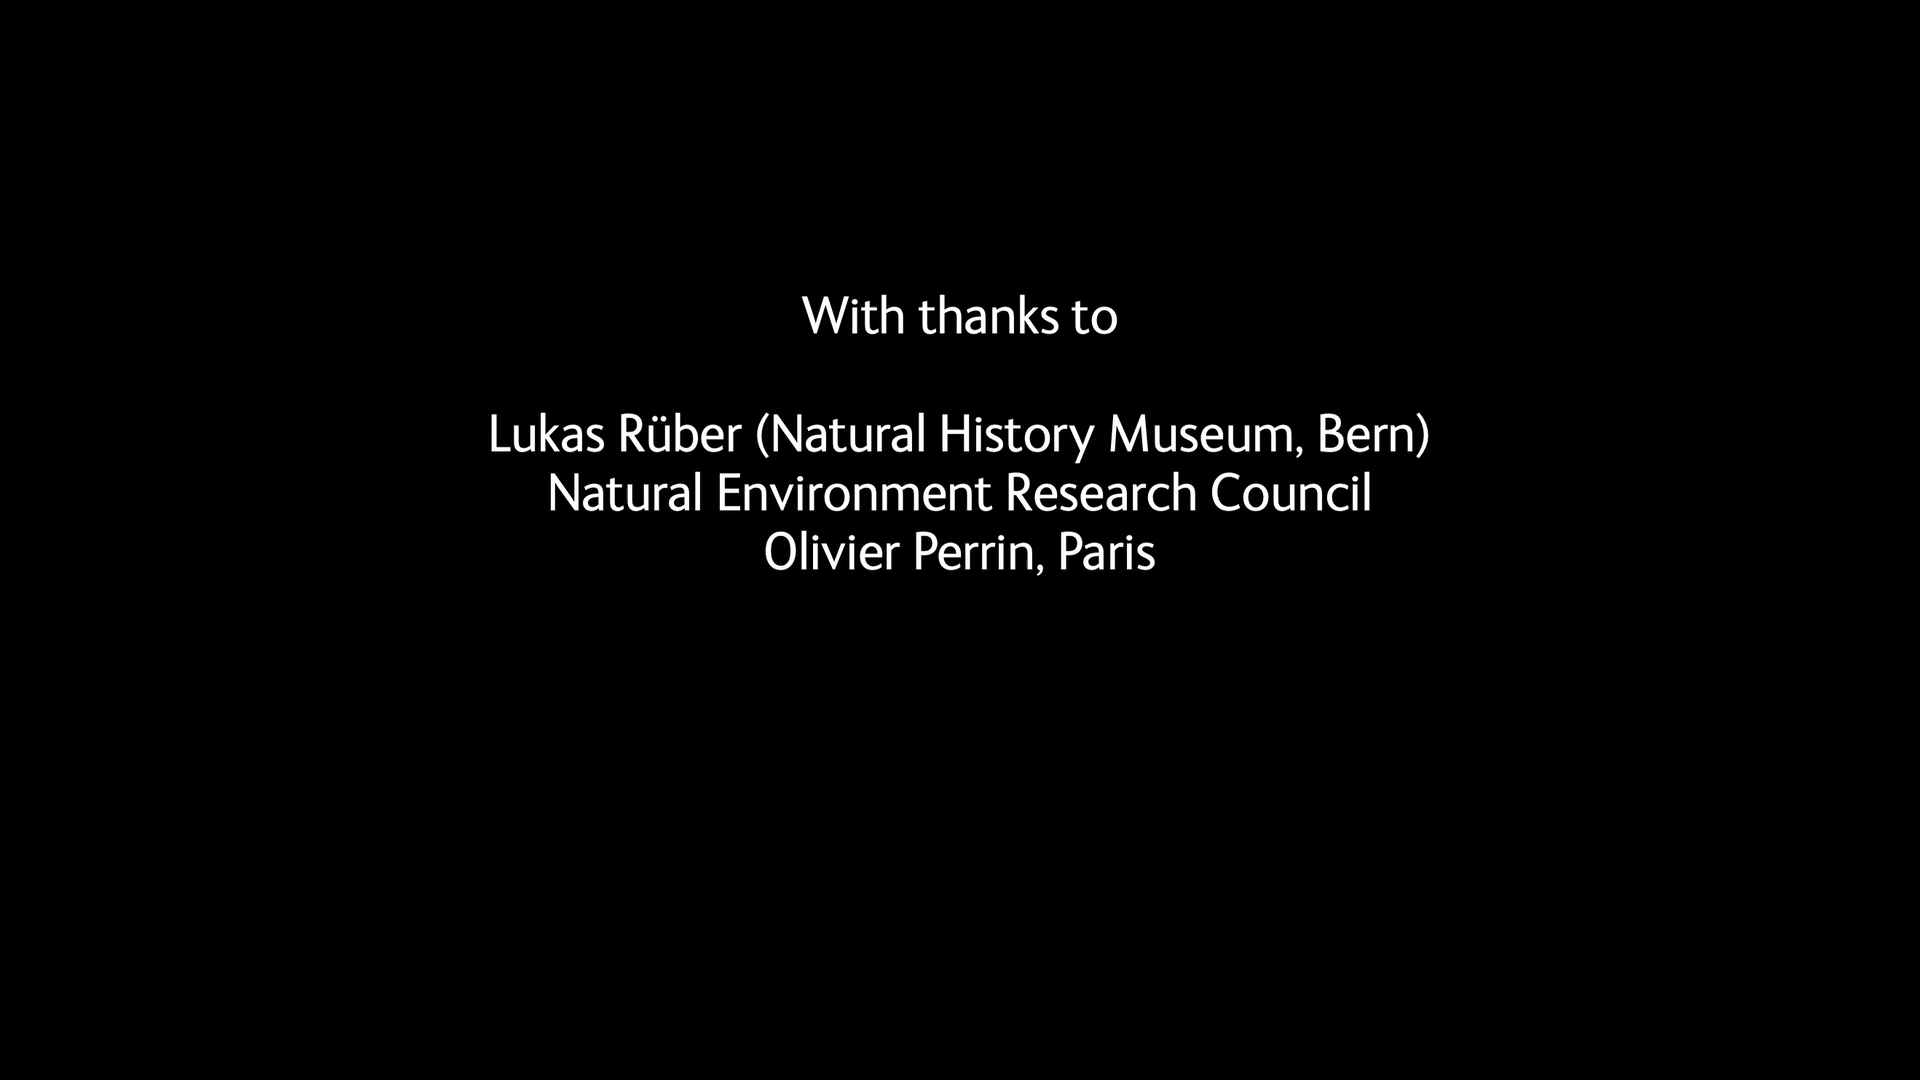 With thanks to
Lukas Rüber (Natural History Museum, Bern)
Natural Environment Research Council
Olivier Perrin, Paris